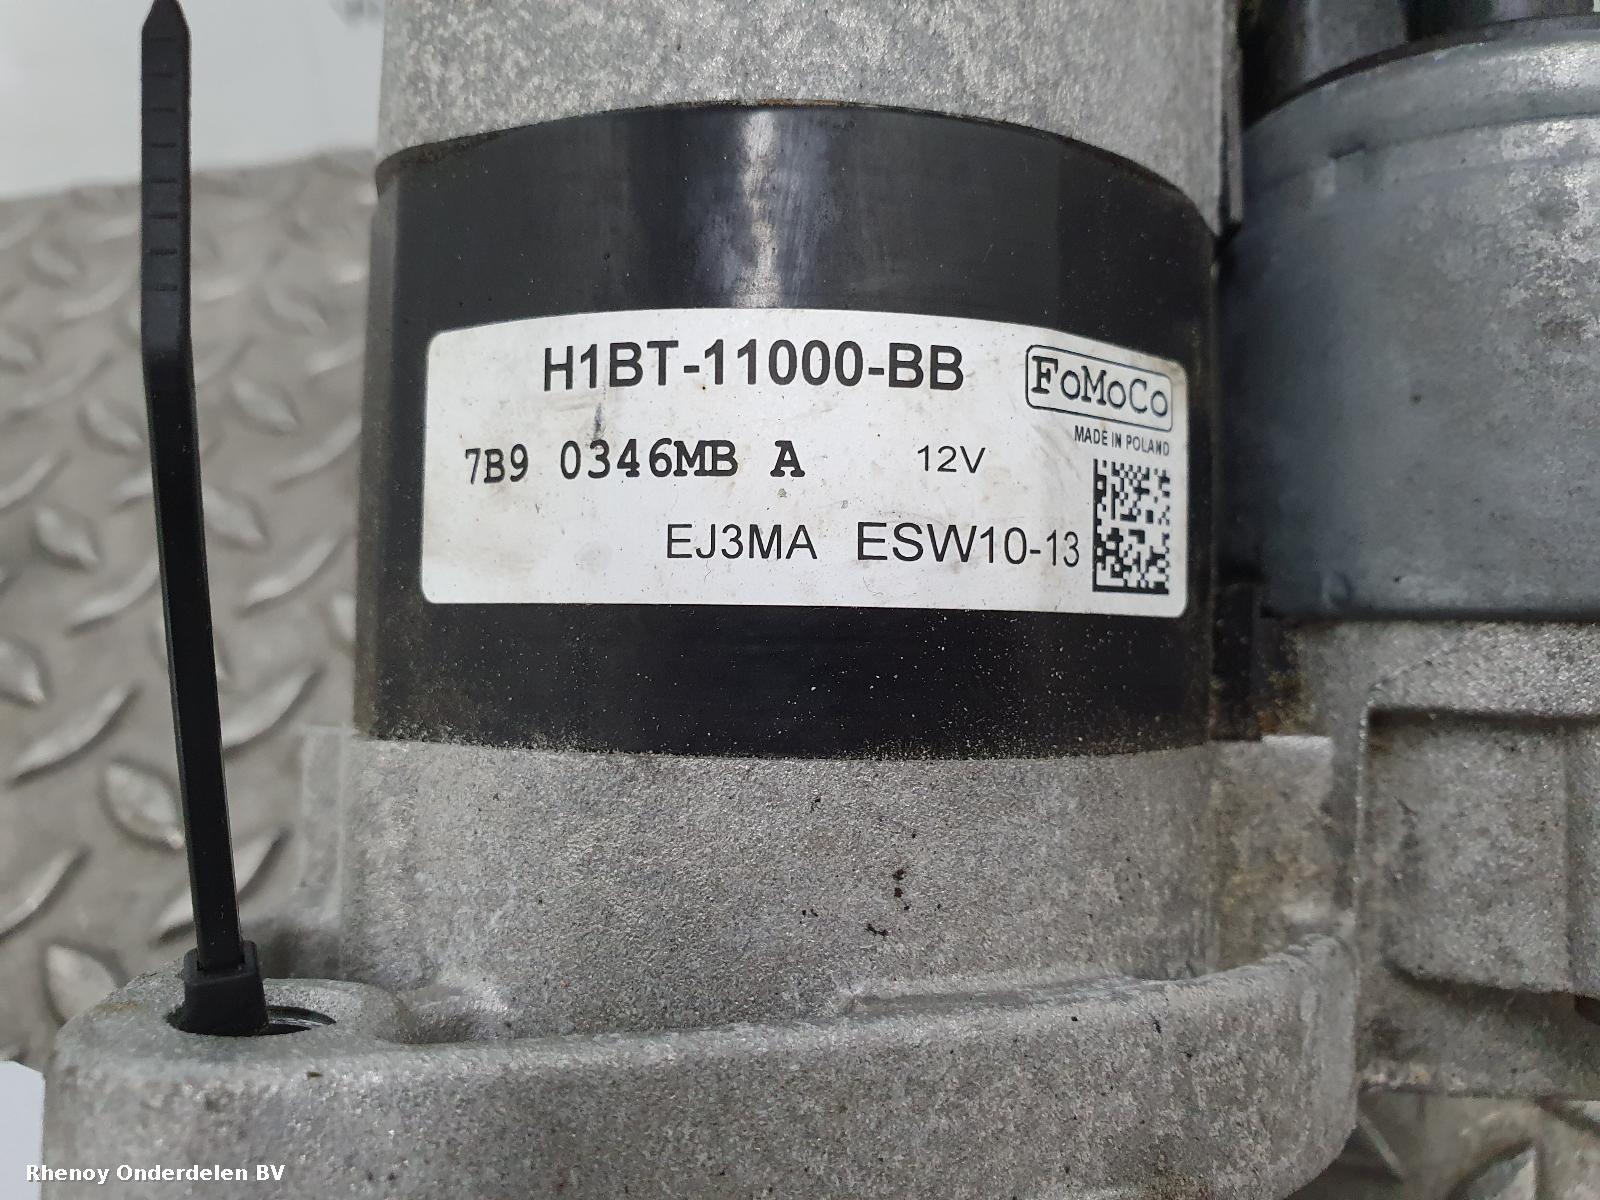 H1BT-11000-BB
FoMoCo
MADE IN POLAND
7B9 0346MB A 12V
EJ3MA ESW10-13
Rhenoy Onderdelen BV